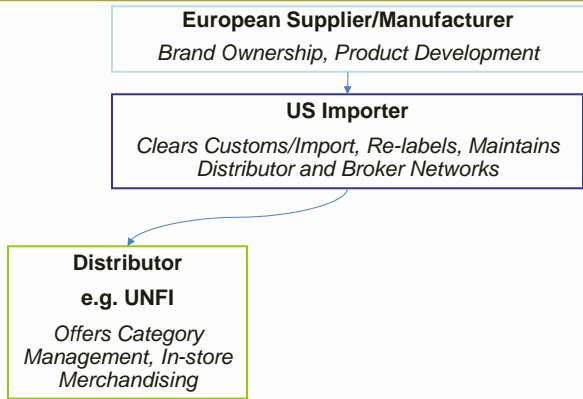 European Supplier/Manufacturer
Brand Ownership, Product Development
US Importer
Clears Customs/Import, Re-labels, Maintains
Distributor and Broker Networks
Distributor
e.g. UNFI
Offers Category
Management, In-store
Merchandising